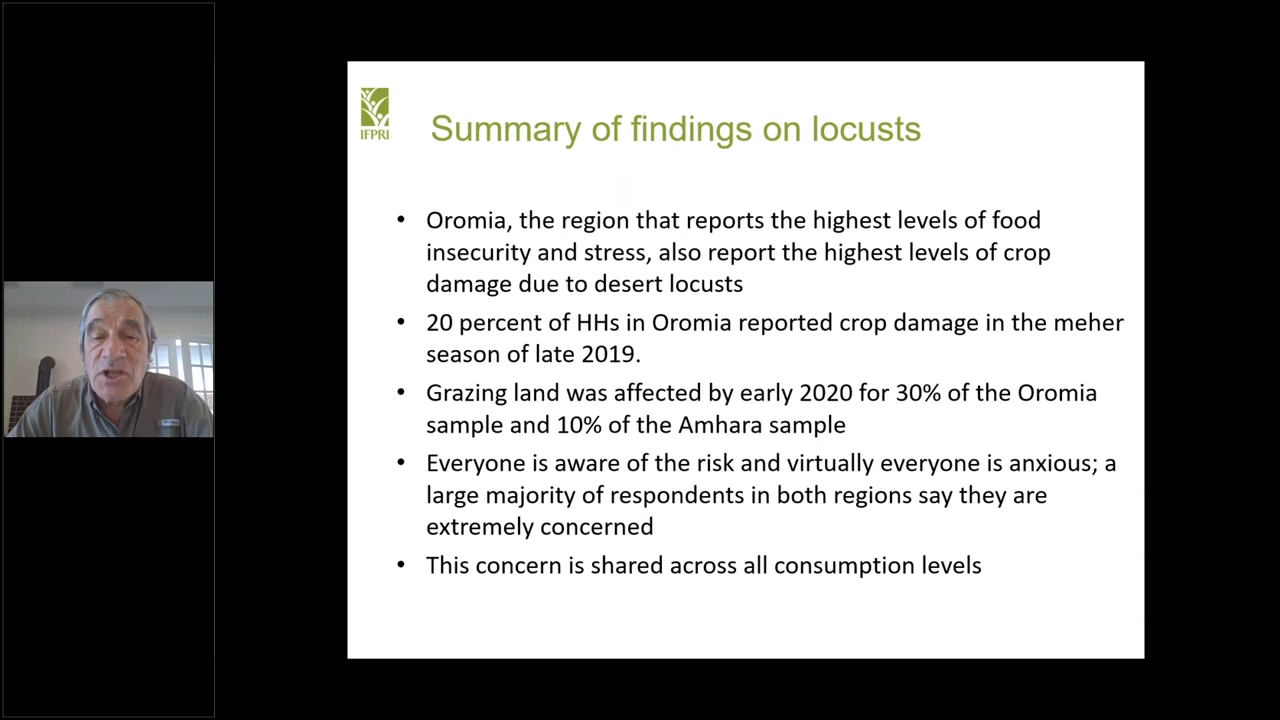 IFPRI
Summary of findings on locusts
• Oromia, the region that reports the highest levels of food
insecurity and stress, also report the highest levels of crop
damage due to desert locusts
• 20 percent of HHs in Oromia reported crop damage in the meher
season of late 2019.
• Grazing land was affected by early 2020 for 30% of the Oromia
sample and 10% of the Amhara sample
• Everyone is aware of the risk and virtually everyone is anxious; a
large majority of respondents in both regions say they are
extremely concerned
• This concern is shared across all consumption levels